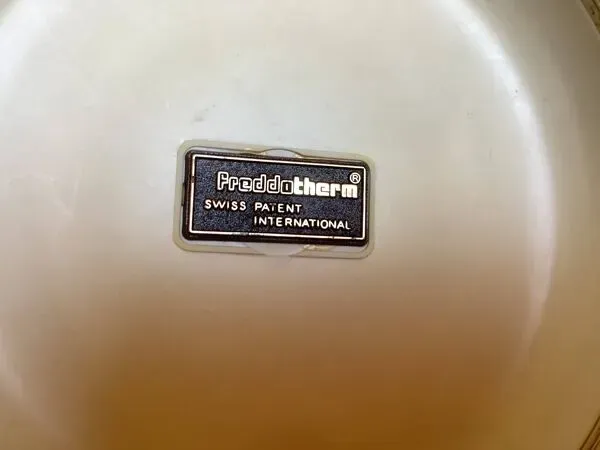 freddotherm®
SWISS PATENT
INTERNATIONAL